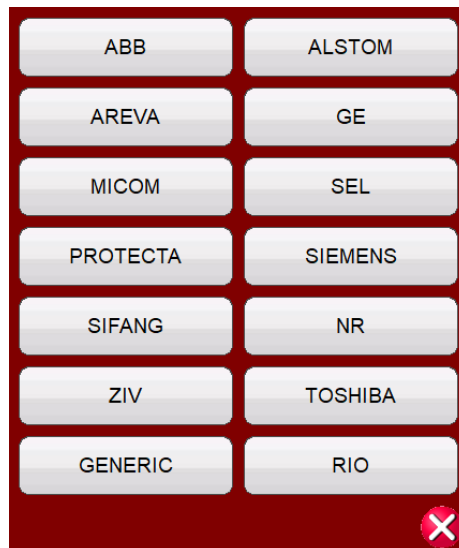 ABB
ALSTOM
AREVA
GE
MICOM
SEL
PROTECTA
SIEMENS
SIFANG
NR
ZIV
TOSHIBA
GENERIC
RIO